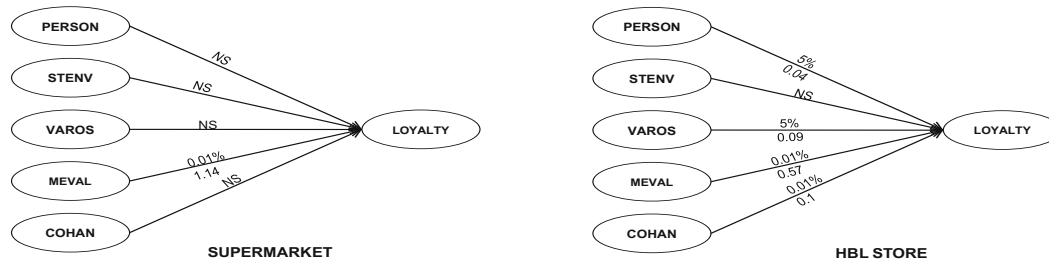 PERSON
NS
STENV
NS
VAROS
NS
LOYALTY
MEVAL
0.01%
1.14
COHAN
NS
SUPERMARKET
PERSON
5%
0.04
STENV
NS
VAROS
5%
0.09
LOYALTY
MEVAL
0.01%
0.57
COHAN
0.01%
0.1
HBL STORE